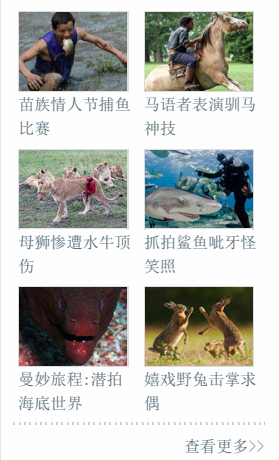 苗族情人节捕鱼
比赛
马语者表演驯马
神技
母狮惨遭水牛顶
伤
抓拍鲨鱼呲牙怪
笑照
曼妙旅程:潜拍
海底世界
嬉戏野兔击掌求
偶
查看更多>>